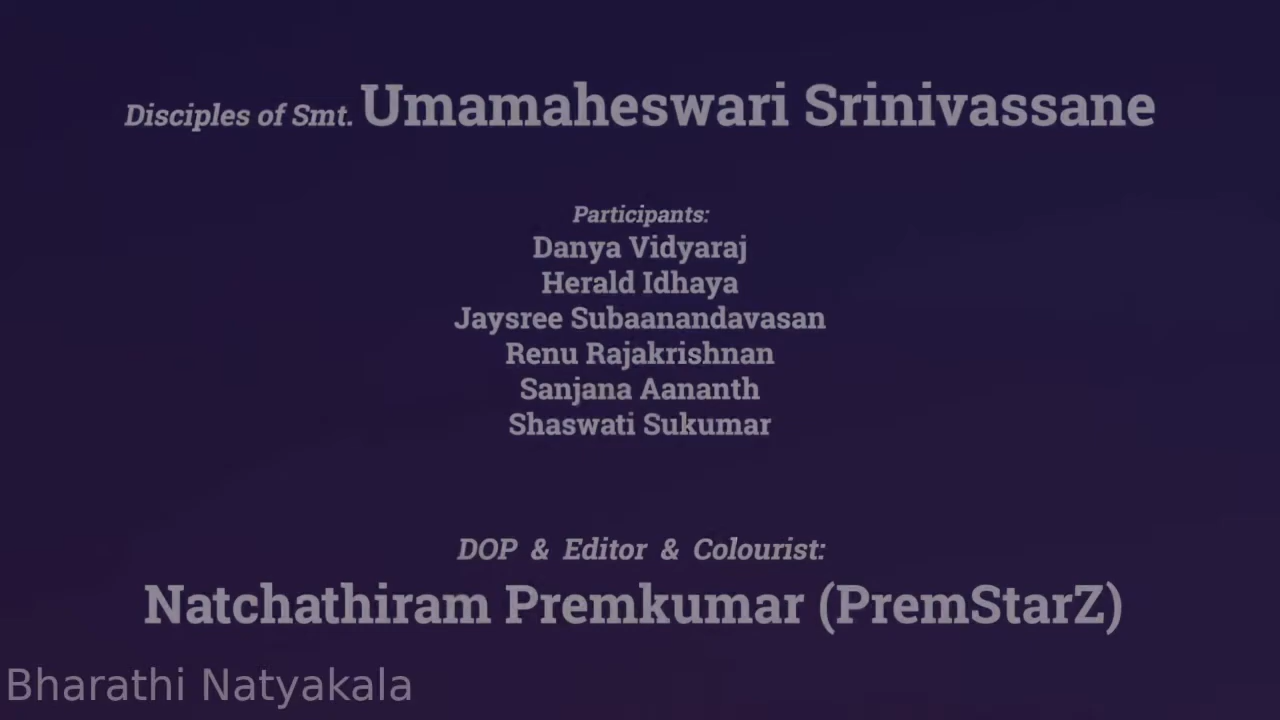 Disciples of Smt. Umamaheswari Srinivassane
Participants:
Danya Vidyaraj
Herald Idhaya
Jaysree Subaanandavasan
Renu Rajakrishnan
Sanjana Aananth
Shaswati Sukumar
DOP & Editor & Colourist:
Natchathiram Premkumar (PremStarZ)
Bharathi Natyakala